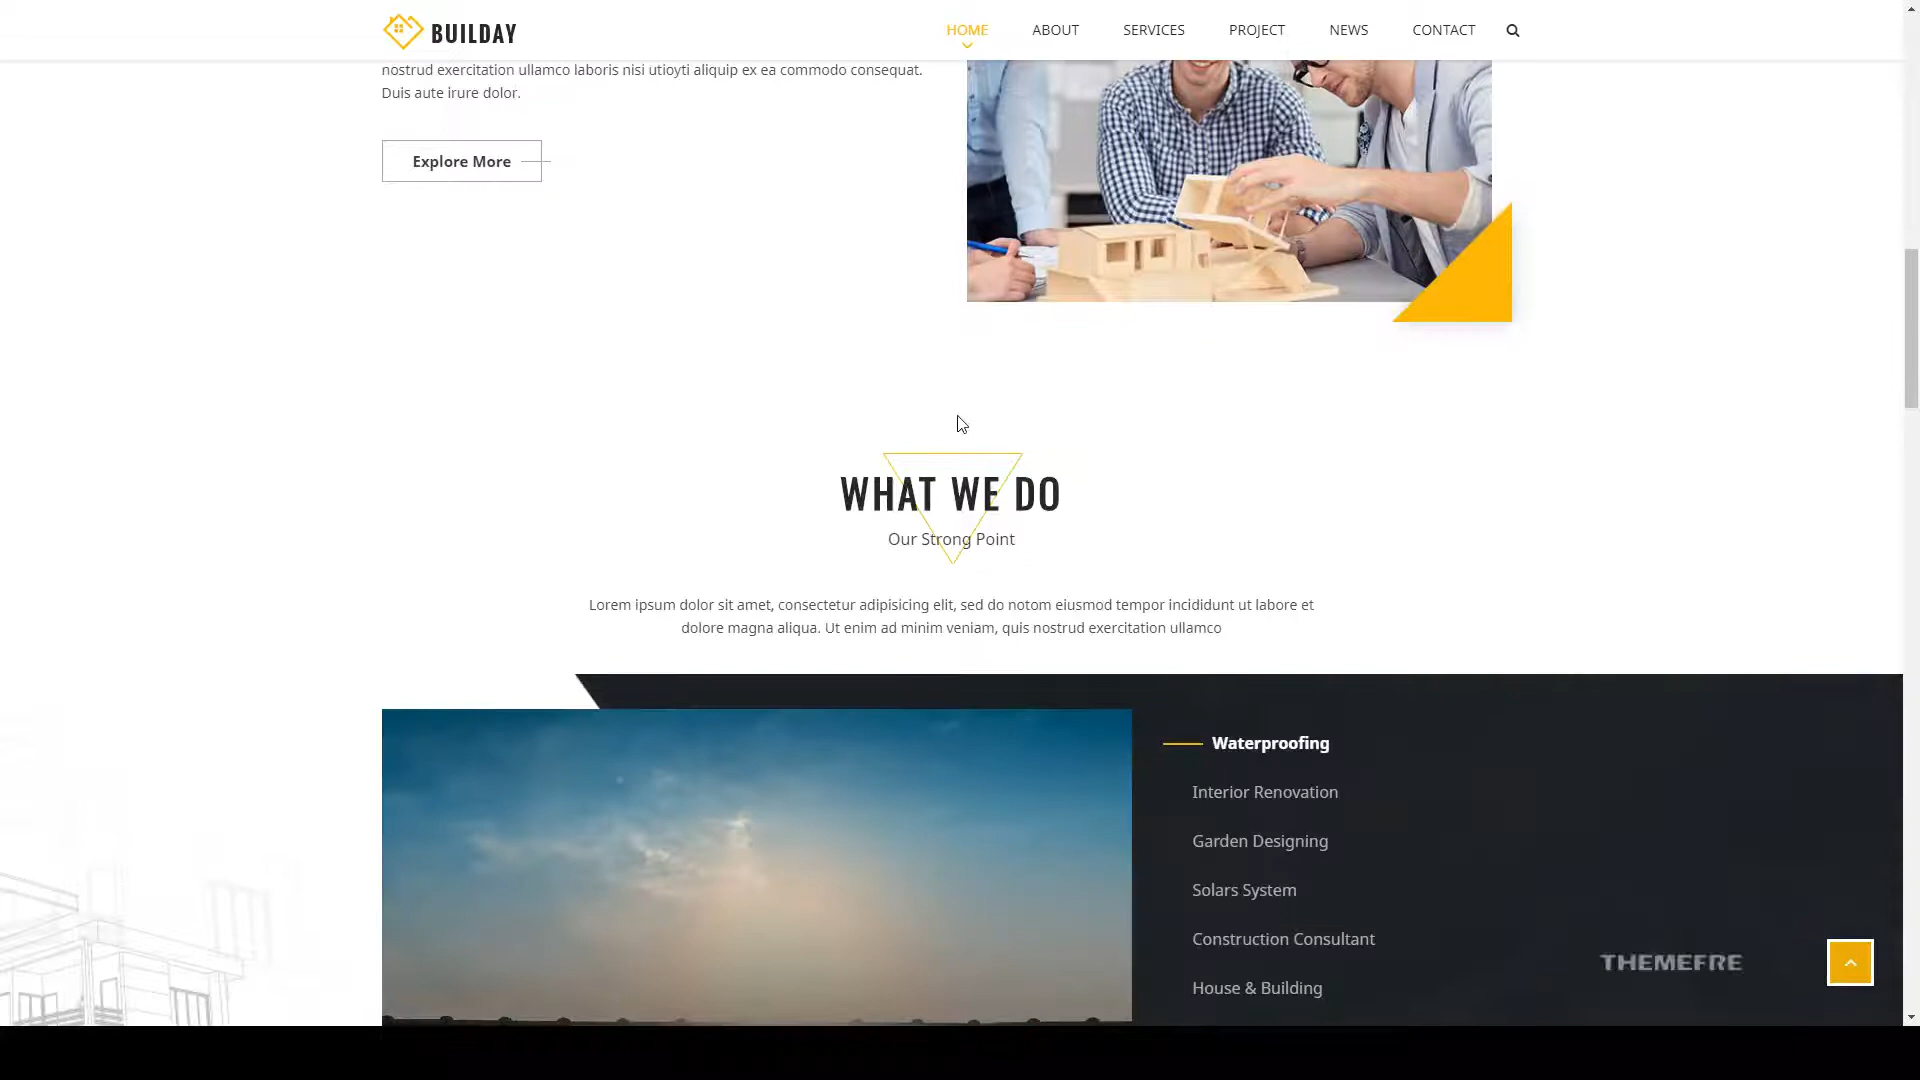 BUILDAY
HOME ABOUT SERVICES PROJECT NEWS CONTACT
nostrud exercitation ullamco laboris nisi utioyti aliquip ex ea commodo consequat.
Duis aute irure dolor.
Explore More
WHAT WE DO
Our Strong Point
Lorem ipsum dolor sit amet, consectetur adipisicing elit, sed do notom eiusmod tempor incididunt ut labore et
dolore magna aliqua. Ut enim ad minim veniam, quis nostrud exercitation ullamco
Waterproofing
Interior Renovation
Garden Designing
Solars System
Construction Consultant
House & Building
THEMEFRE